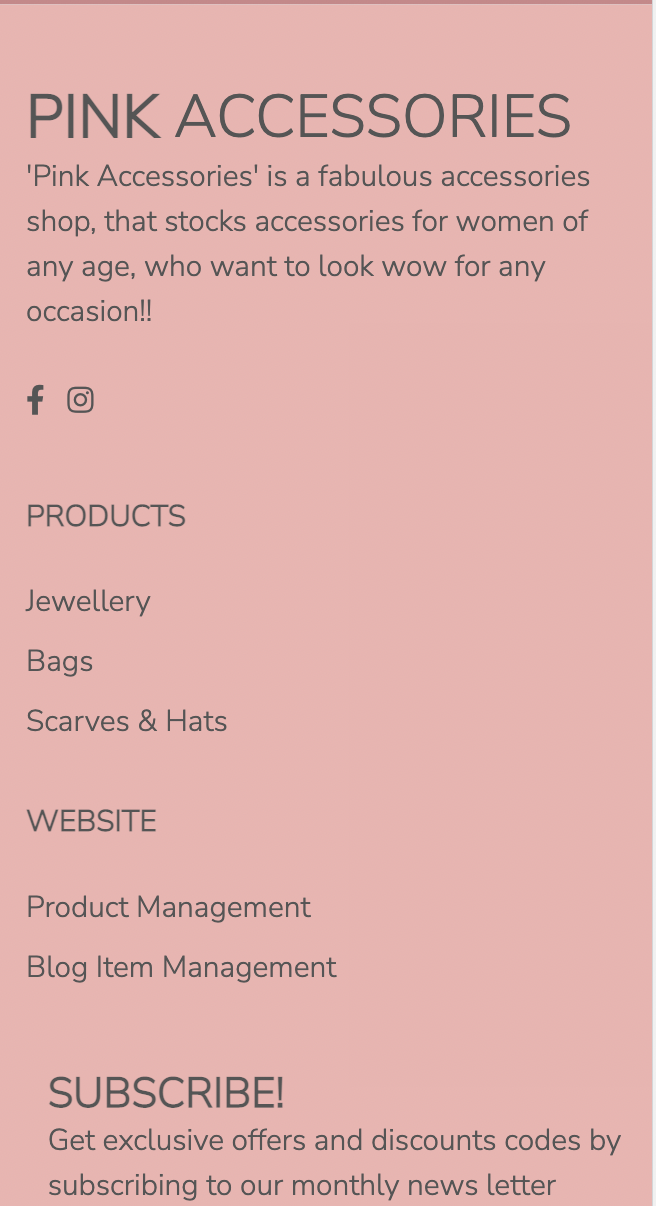 PINK ACCESSORIES
'Pink Accessories' is a fabulous accessories
shop, that stocks accessories for women of
any age, who want to look wow for any
occasion!!
PRODUCTS
Jewellery
Bags
Scarves & Hats
WEBSITE
Product Management
Blog Item Management
SUBSCRIBE!
Get exclusive offers and discounts codes by
subscribing to our monthly news letter